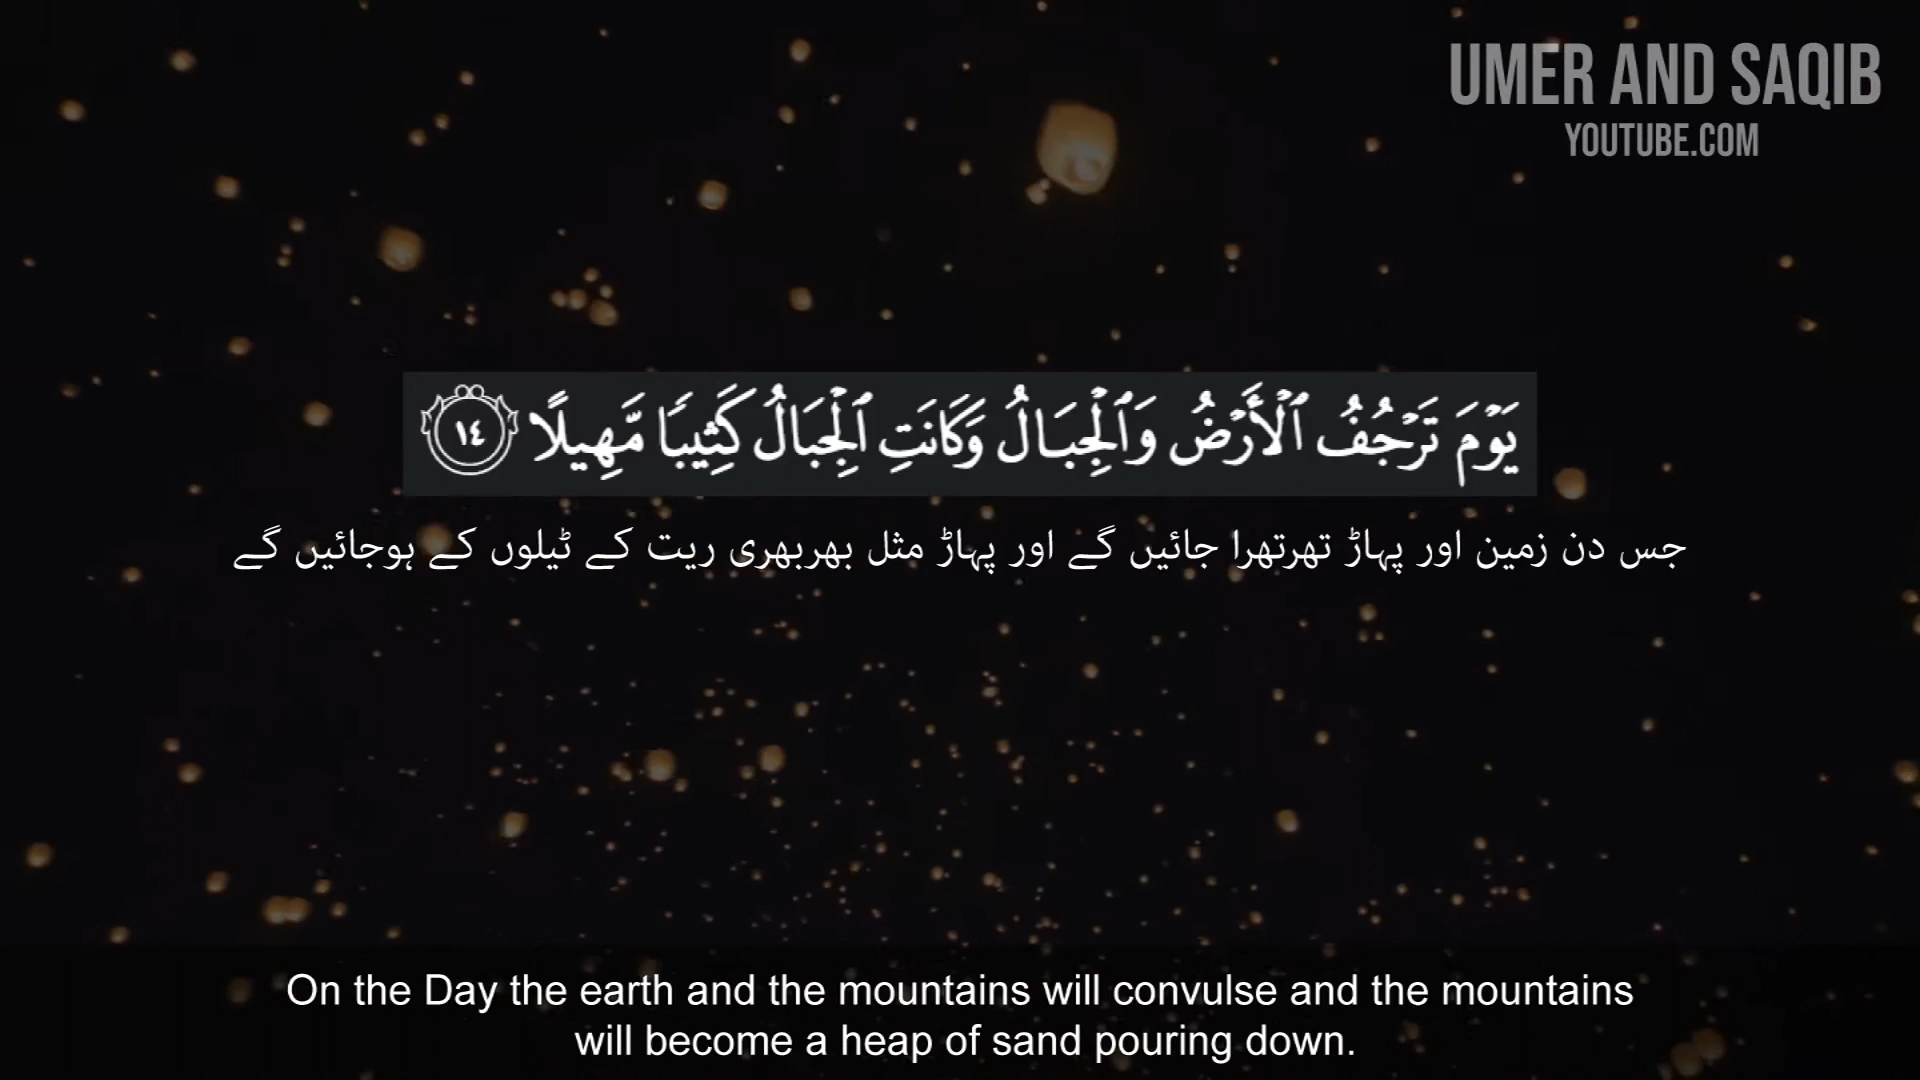 UMER AND SAQIB
YOUTUBE.COM
يَوْمَ تَرْجُفُ ٱلْأَرْضُ وَٱلْجِبَالُ وَكَانَتِ ٱلْجِبَالُ كَثِيبًا مَّهِيلًا ١٤
جس دن زمین اور پہاڑ تھرتھرا جائیں گے اور پہاڑ مثل بھربھری ریت کے ٹیلوں کے ہوجائیں گے
On the Day the earth and the mountains will convulse and the mountains
will become a heap of sand pouring down.